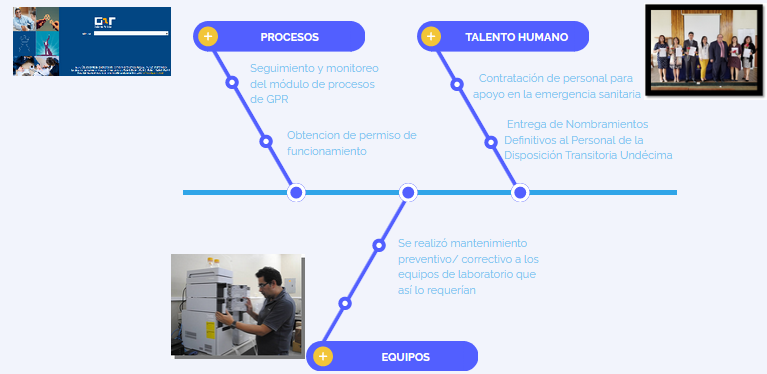 GPR
PROCESOS
Seguimiento y monitoreo
del módulo de procesos
de GPR
Obtencion de permiso de
funcionamiento
TALENTO HUMANO
Contratación de personal para
apoyo en la emergencia sanitaria
Entrega de Nombramientos
Definitivos al Personal de la
Disposición Transitoria Undécima
Se realizó mantenimiento
preventivo/ correctivo a los
equipos de laboratorio que
así lo requerían
EQUIPOS